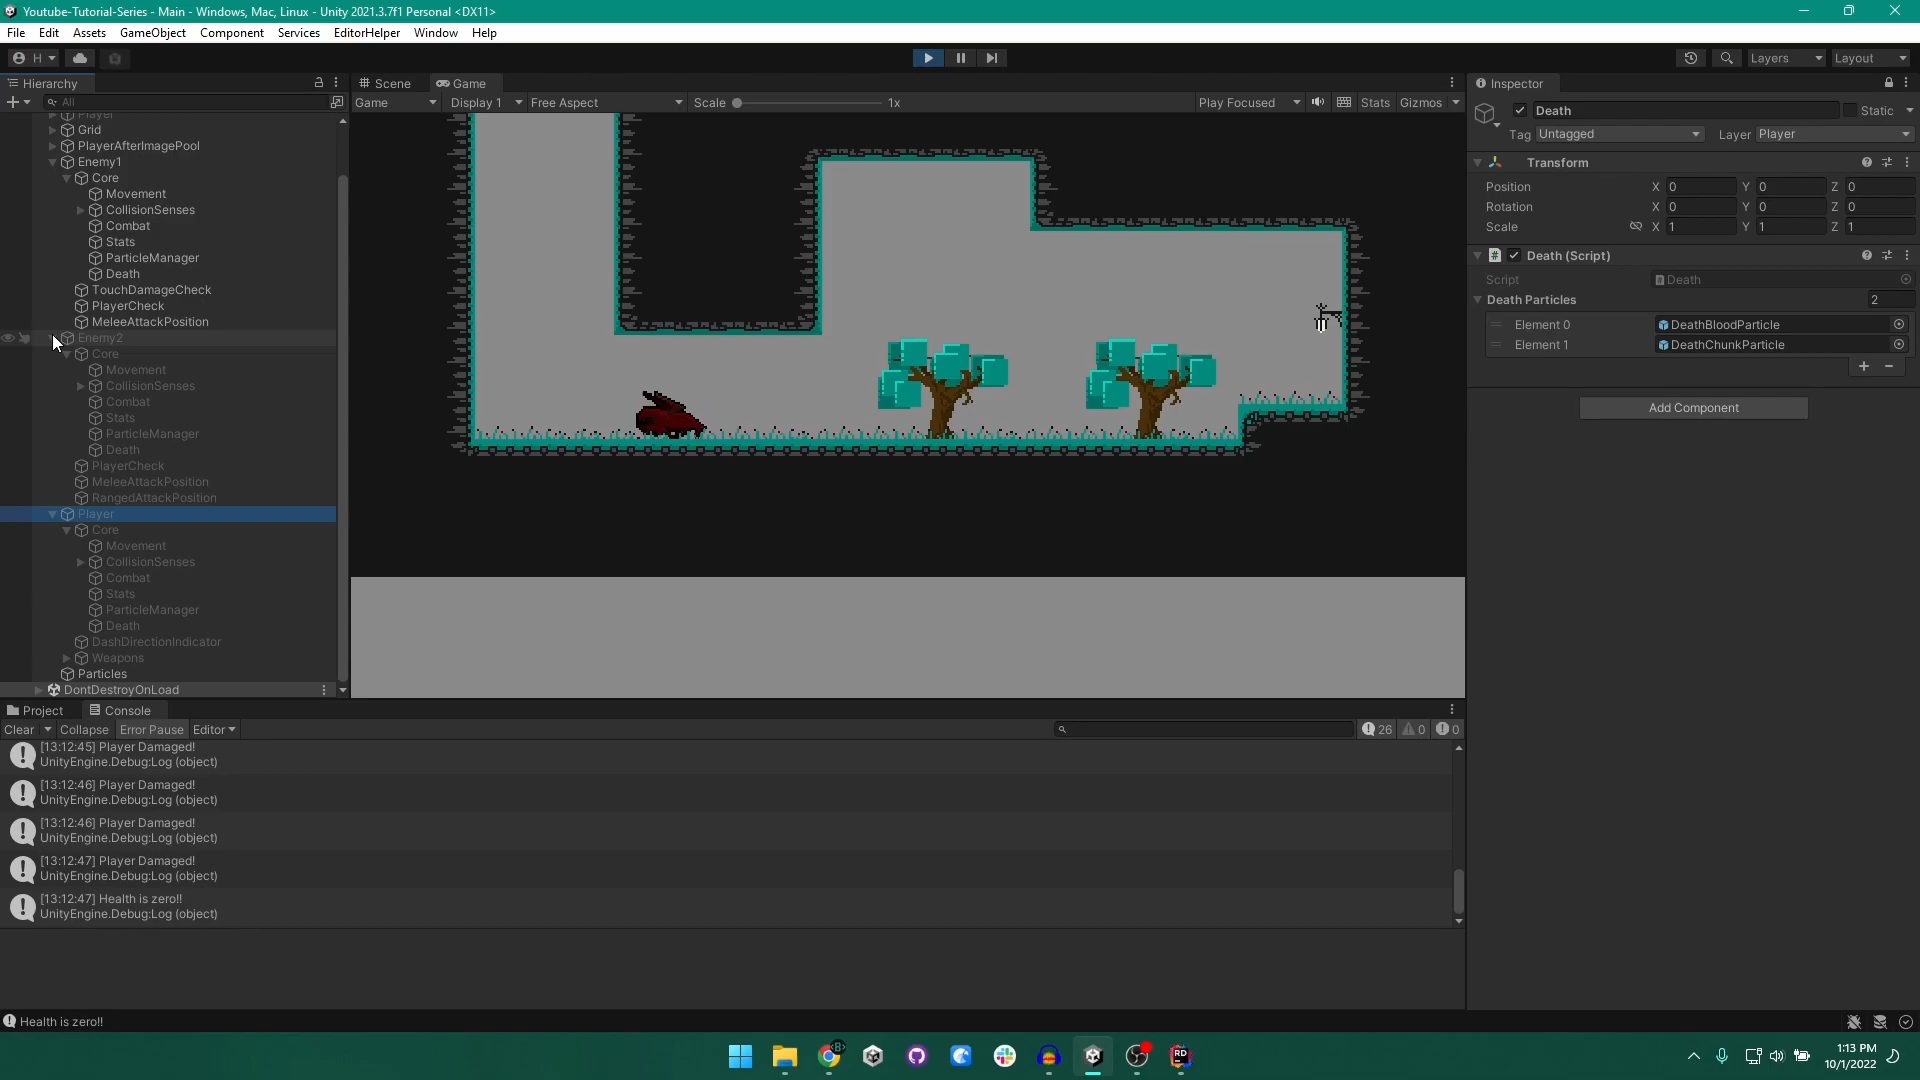 Youtube-Tutorial-Series - Main - Windows, Mac, Linux - Unity 2021.3.7f1 Personal <DX11>
File Edit Assets GameObject Component Services EditorHelper Window Help
H Layers Layout
Hierarchy
All
Player
Grid
PlayerAfterImagePool
Enemy1
Core
Movement
CollisionSenses
Combat
Stats
ParticleManager
Death
TouchDamageCheck
PlayerCheck
MeleeAttackPosition
Enemy2
Core
Movement
CollisionSenses
Combat
Stats
ParticleManager
Death
PlayerCheck
MeleeAttackPosition
RangedAttackPosition
Player
Core
Movement
CollisionSenses
Combat
Stats
ParticleManager
Death
DashDirectionIndicator
Weapons
Particles
DontDestroyOnLoad
Scene Game
Game Display 1 Free Aspect Scale 1x Play Focused Stats Gizmos
Inspector
Death Static
Tag Untagged Layer Player
Transform
Position X 0 Y 0 Z 0
Rotation X 0 Y 0 Z 0
Scale X 1 Y 1 Z 1
# Death (Script)
Script Death
Death Particles 2
Element 0 DeathBloodParticle
Element 1 DeathChunkParticle
+ −
Add Component
Project Console
Clear Collapse Error Pause Editor 26 0 0
[13:12:45] Player Damaged!
UnityEngine.Debug:Log (object)
[13:12:46] Player Damaged!
UnityEngine.Debug:Log (object)
[13:12:46] Player Damaged!
UnityEngine.Debug:Log (object)
[13:12:47] Player Damaged!
UnityEngine.Debug:Log (object)
[13:12:47] Health is zero!!
UnityEngine.Debug:Log (object)
Health is zero!!
RD
1:13 PM
10/1/2022